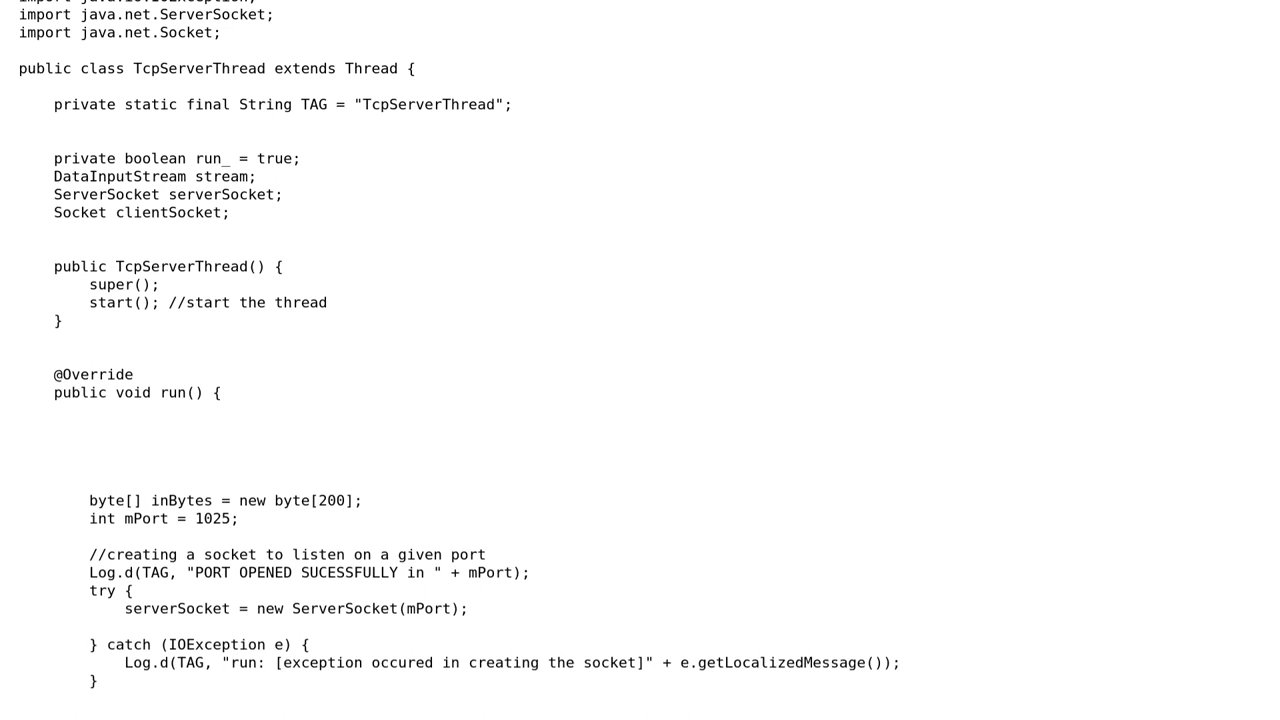 import java.io.IOException;
import java.net.ServerSocket;
import java.net.Socket;
public class TcpServerThread extends Thread {
private static final String TAG = "TcpServerThread";
private boolean run_ = true;
DataInputStream stream;
ServerSocket serverSocket;
Socket clientSocket;
public TcpServerThread() {
super();
start(); //start the thread
}
@Override
public void run() {
byte[] inBytes = new byte[200];
int mPort = 1025;
//creating a socket to listen on a given port
Log.d(TAG, "PORT OPENED SUCESSFULLY in " + mPort);
try {
serverSocket = new ServerSocket(mPort);
} catch (IOException e) {
Log.d(TAG, "run: [exception occured in creating the socket]" + e.getLocalizedMessage());
}